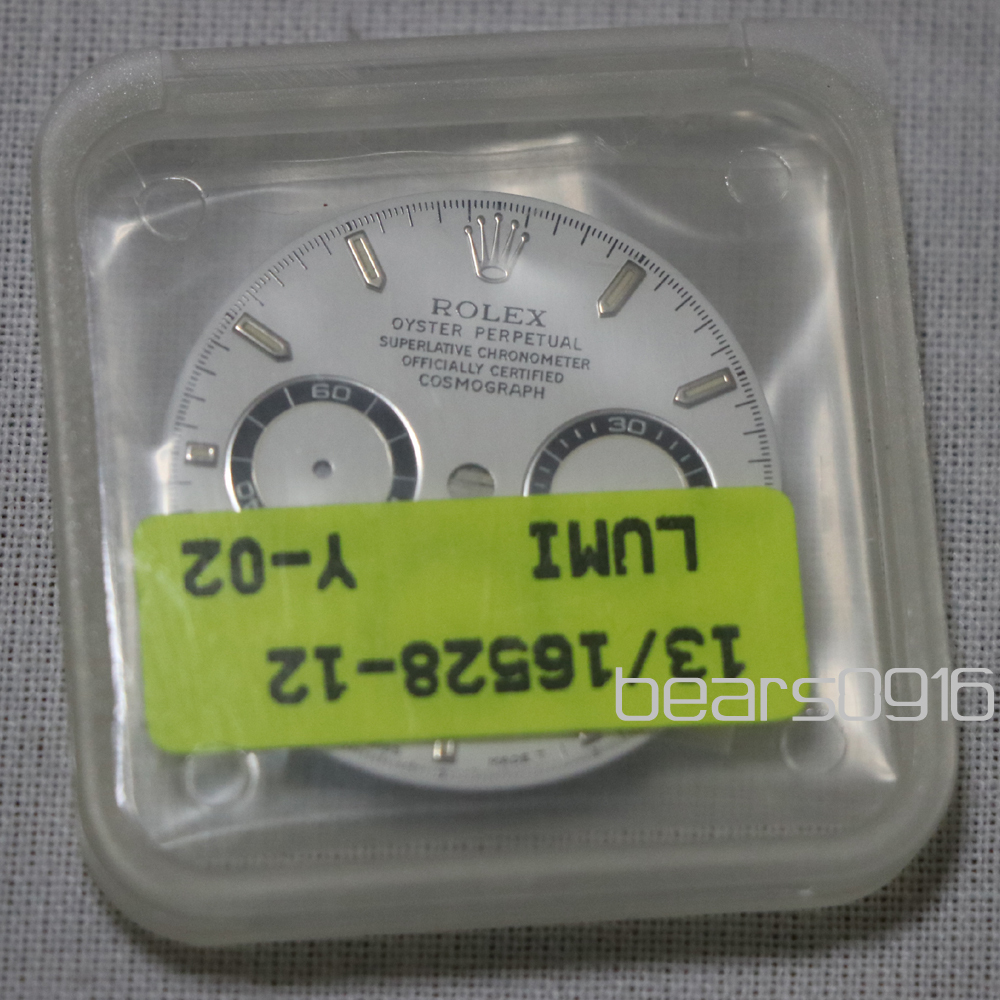 ROLEX
OYSTER PERPETUAL
SUPERLATIVE CHRONOMETER
OFFICIALLY CERTIFIED
COSMOGRAPH
60
30
13/16528-12
LUMI Y-02
bears0916